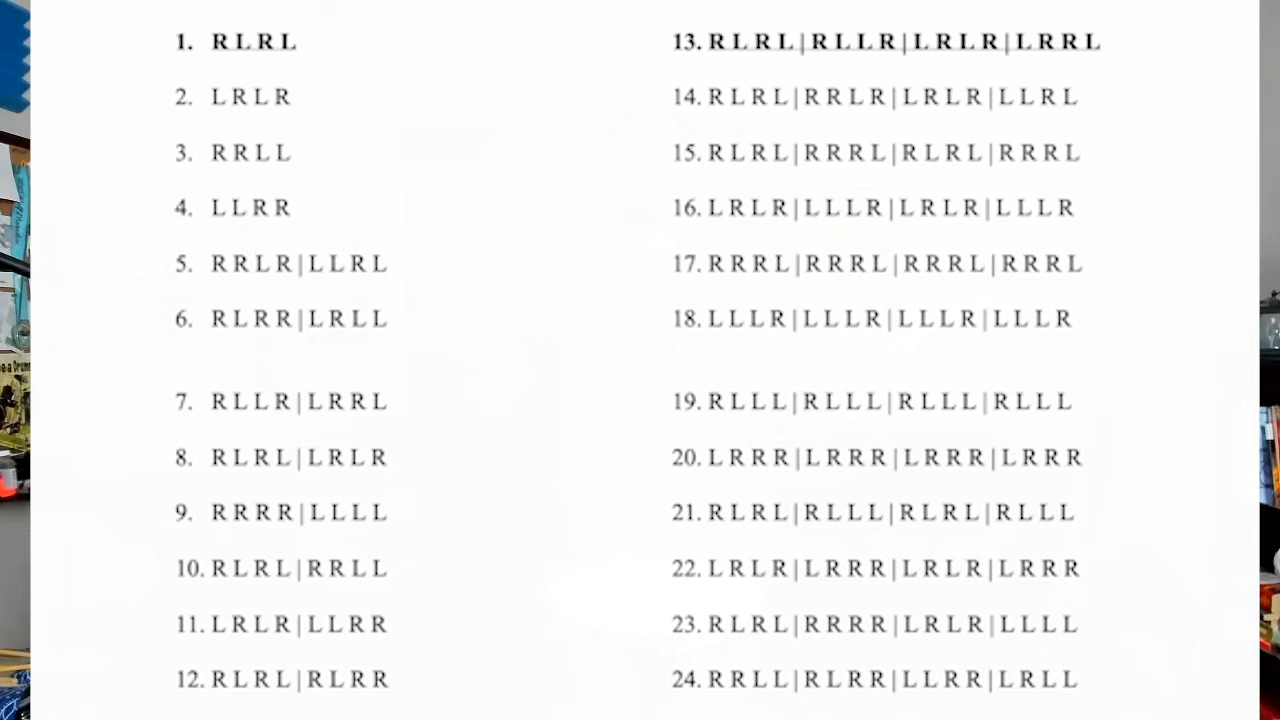 1. R L R L
2. L R L R
3. R R L L
4. L L R R
5. R R L R | L L R L
6. R L R R | L R L L
7. R L L R | L R R L
8. R L R L | L R L R
9. R R R R | L L L L
10. R L R L | R R L L
11. L R L R | L L R R
12. R L R L | R L R R
13. R L R L | R L L R | L R L R | L R R L
14. R L R L | R R L R | L R L R | L L R L
15. R L R L | R R R L | R L R L | R R R L
16. L R L R | L L L R | L R L R | L L L R
17. R R R L | R R R L | R R R L | R R R L
18. L L L R | L L L R | L L L R | L L L R
19. R L L L | R L L L | R L L L | R L L L
20. L R R R | L R R R | L R R R | L R R R
21. R L R L | R L L L | R L R L | R L L L
22. L R L R | L R R R | L R L R | L R R R
23. R L R L | R R R R | L R L R | L L L L
24. R R L L | R L R R | L L R R | L R L L